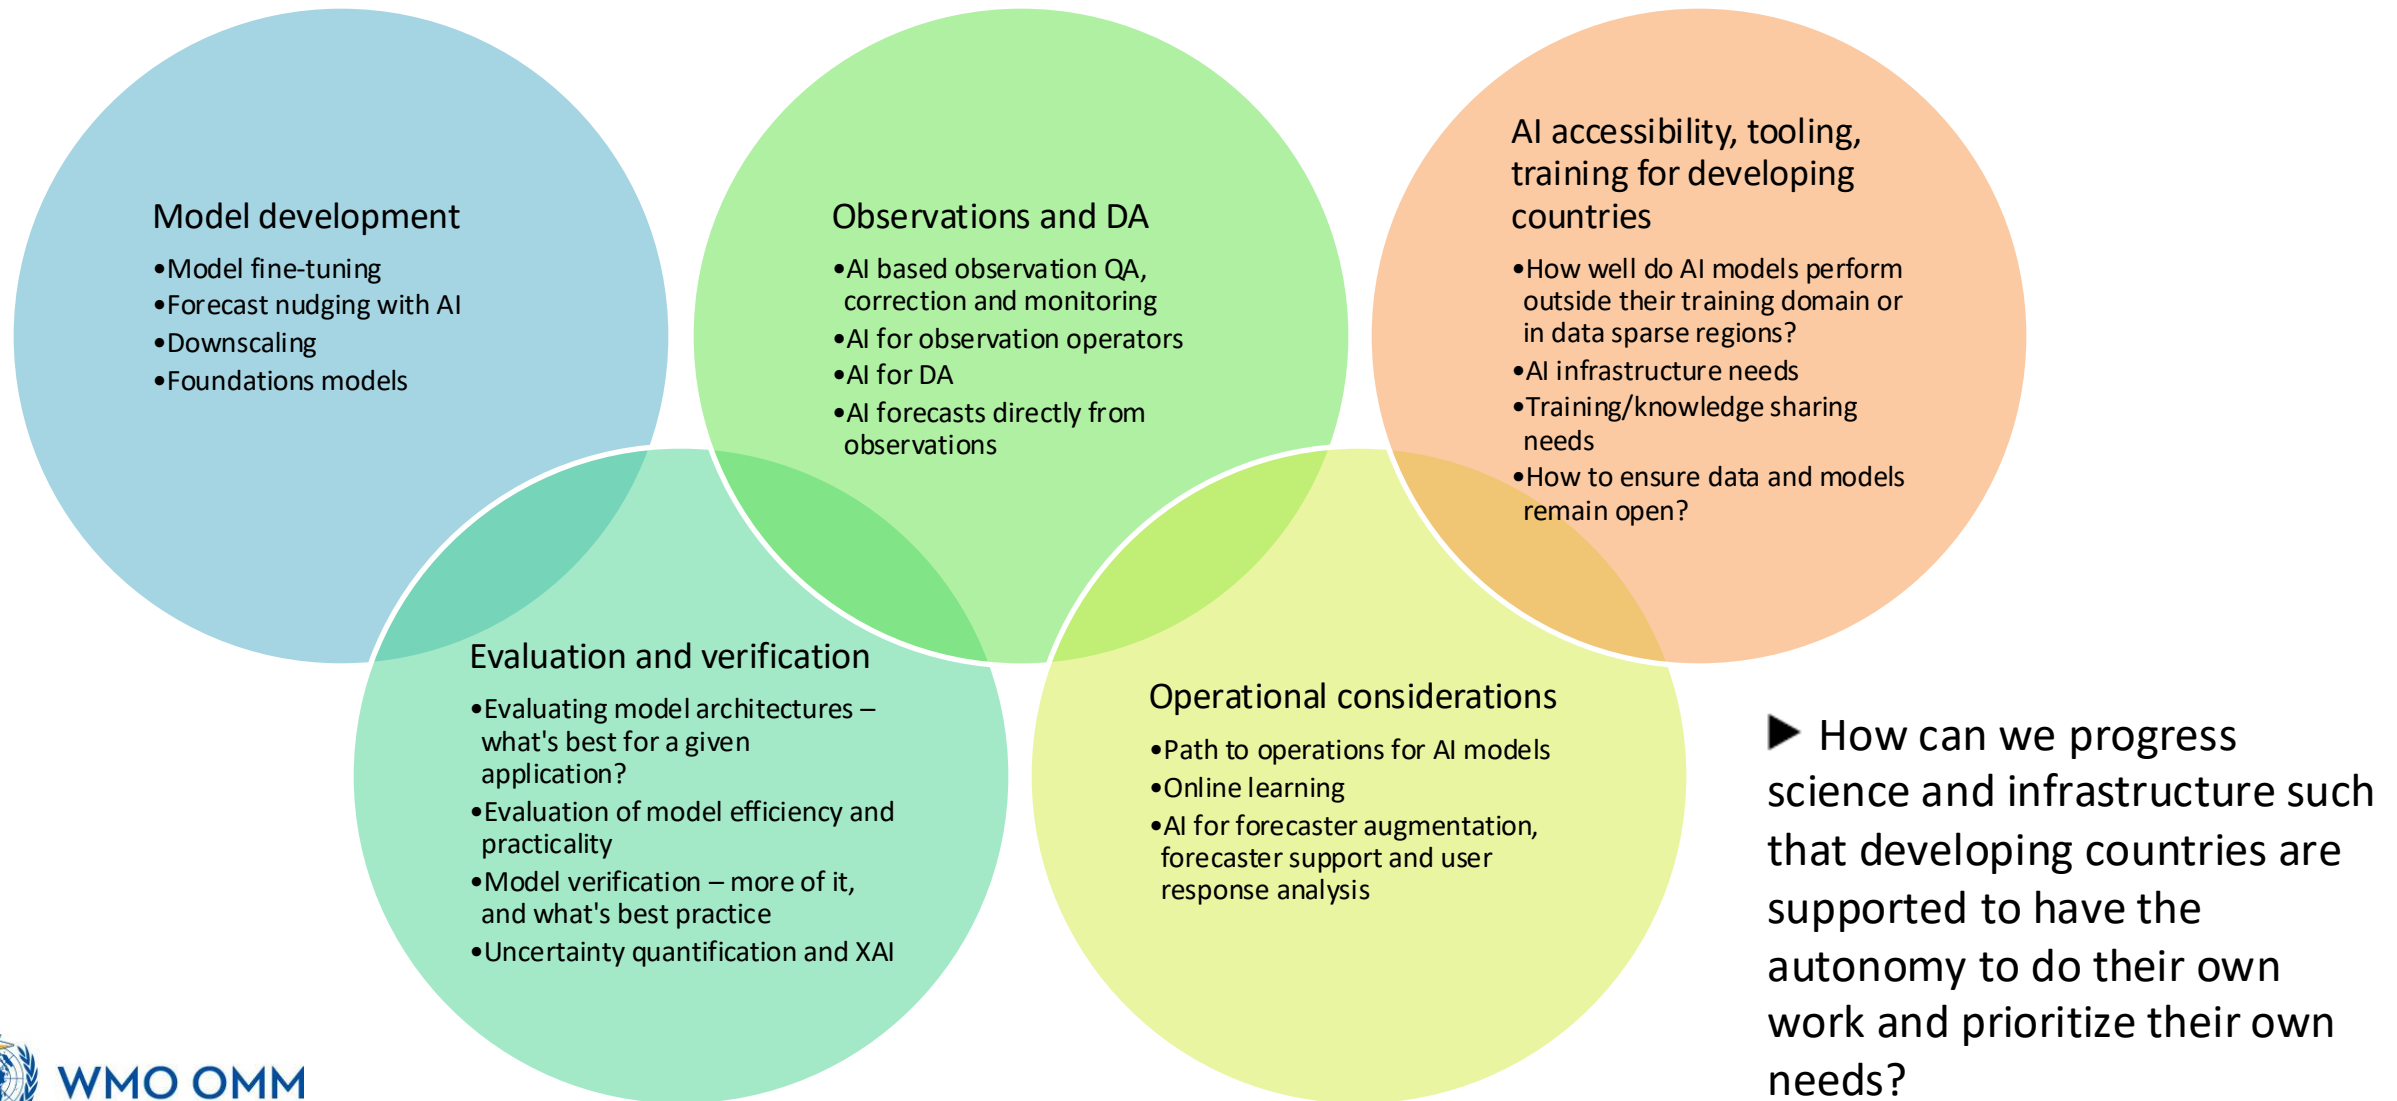 Model development
•Model fine-tuning
•Forecast nudging with AI
•Downscaling
•Foundations models
Observations and DA
•AI based observation QA,
correction and monitoring
•AI for observation operators
•AI for DA
•AI forecasts directly from
observations
AI accessibility, tooling,
training for developing
countries
•How well do AI models perform
outside their training domain or
in data sparse regions?
•AI infrastructure needs
•Training/knowledge sharing
needs
•How to ensure data and models
remain open?
Evaluation and verification
•Evaluating model architectures –
what's best for a given
application?
•Evaluation of model efficiency and
practicality
•Model verification – more of it,
and what's best practice
•Uncertainty quantification and XAI
Operational considerations
•Path to operations for AI models
•Online learning
•AI for forecaster augmentation,
forecaster support and user
response analysis
▶ How can we progress
science and infrastructure such
that developing countries are
supported to have the
autonomy to do their own
work and prioritize their own
needs?
WMO OMM